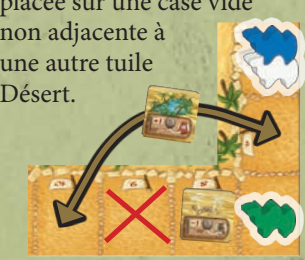 placée sur une case vide
non adjacente à
une autre tuile
Désert.